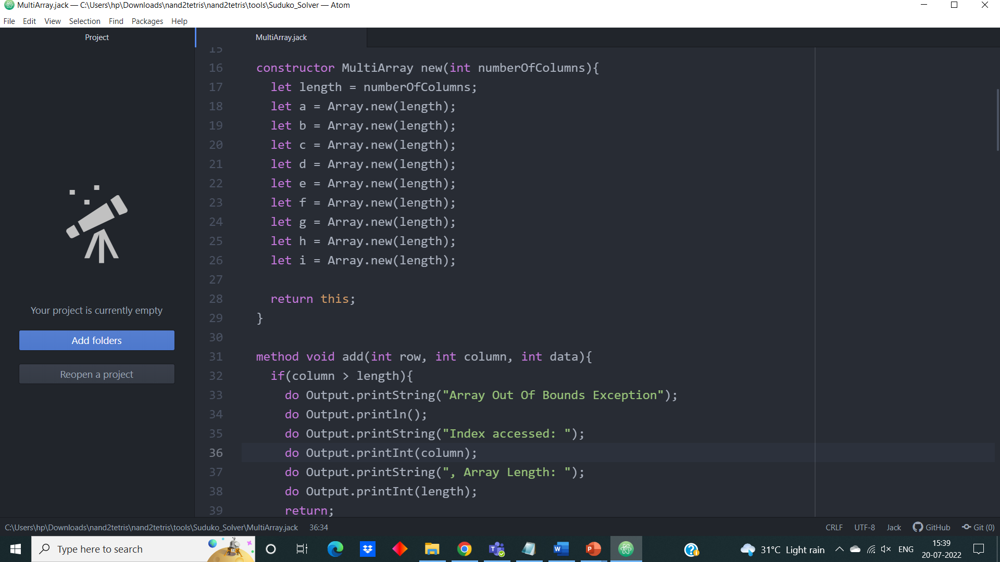 MultiArray.jack — C:\Users\hp\Downloads\nand2tetris\nand2tetris\tools\Suduko_Solver — Atom
File Edit View Selection Find Packages Help
Project
MultiArray.jack
15
16 constructor MultiArray new(int numberOfColumns){
17 let length = numberOfColumns;
18 let a = Array.new(length);
19 let b = Array.new(length);
20 let c = Array.new(length);
21 let d = Array.new(length);
22 let e = Array.new(length);
23 let f = Array.new(length);
24 let g = Array.new(length);
25 let h = Array.new(length);
26 let i = Array.new(length);
27
28 return this;
29 }
30
31 method void add(int row, int column, int data){
32 if(column > length){
33 do Output.printString("Array Out Of Bounds Exception");
34 do Output.println();
35 do Output.printString("Index accessed: ");
36 do Output.printInt(column);
37 do Output.printString(", Array Length: ");
38 do Output.printInt(length);
39 return;
Your project is currently empty
Add folders
Reopen a project
C:\Users\hp\Downloads\nand2tetris\nand2tetris\tools\Suduko_Solver\MultiArray.jack 36:34 CRLF UTF-8 Jack GitHub Git (0)
Type here to search
31°C Light rain ENG
15:39
20-07-2022